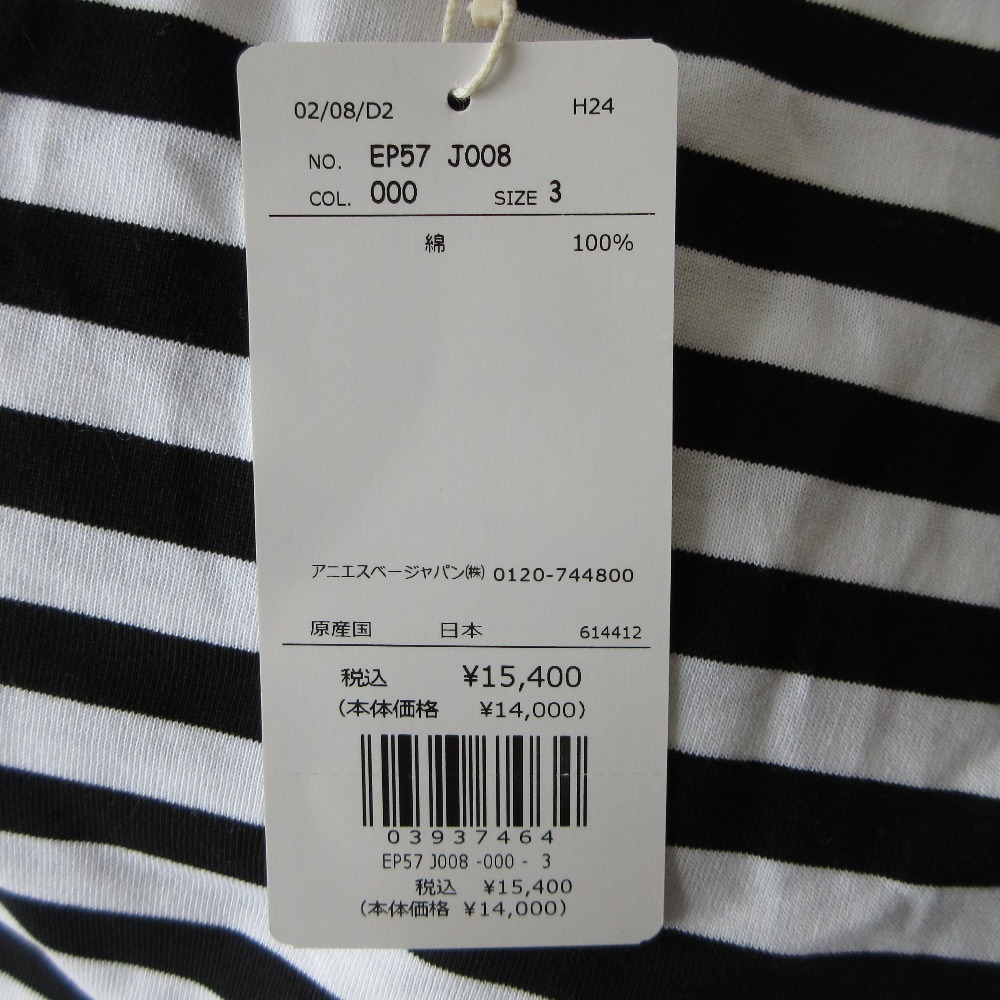 02/08/D2 H24
NO. EP57 J008
COL. 000 SIZE 3
綿 100%
アニエスベージャパン㈱ 0120-744800
原産国 日本 614412
税込 ¥15,400
(本体価格 ¥14,000)
03937464
EP57 J008 -000 - 3
税込 ¥15,400
(本体価格 ¥14,000)